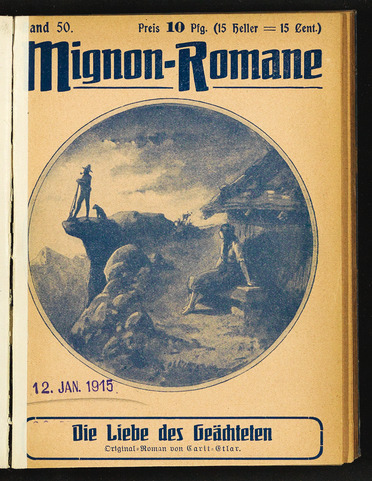 and 50.
Preis 10 Pfg. (15 Heller = 15 Cent.)
Mignon-Romane
12. JAN. 1915
Die Liebe des Geächteten
Original-Roman von Carit-Etlar.